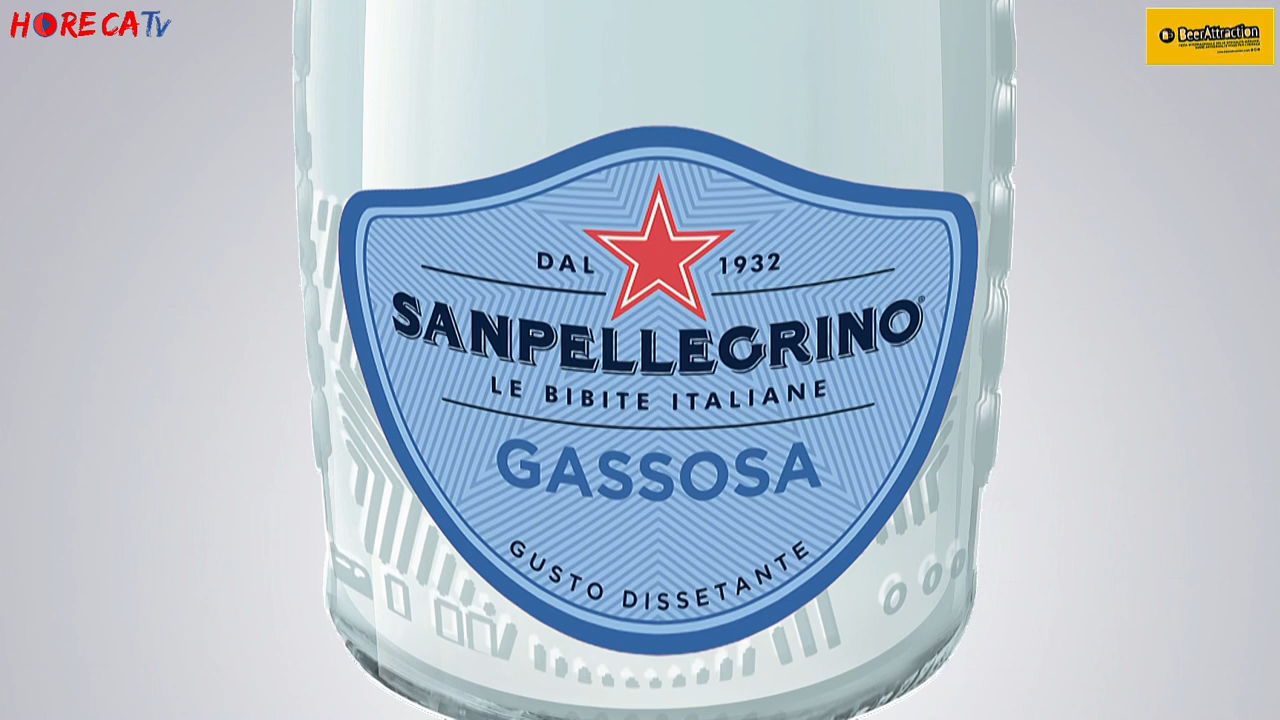 HORECATv
BeerAttraction
DAL 1932
SANPELLEGRINO®
LE BIBITE ITALIANE
GASSOSA
GUSTO DISSETANTE